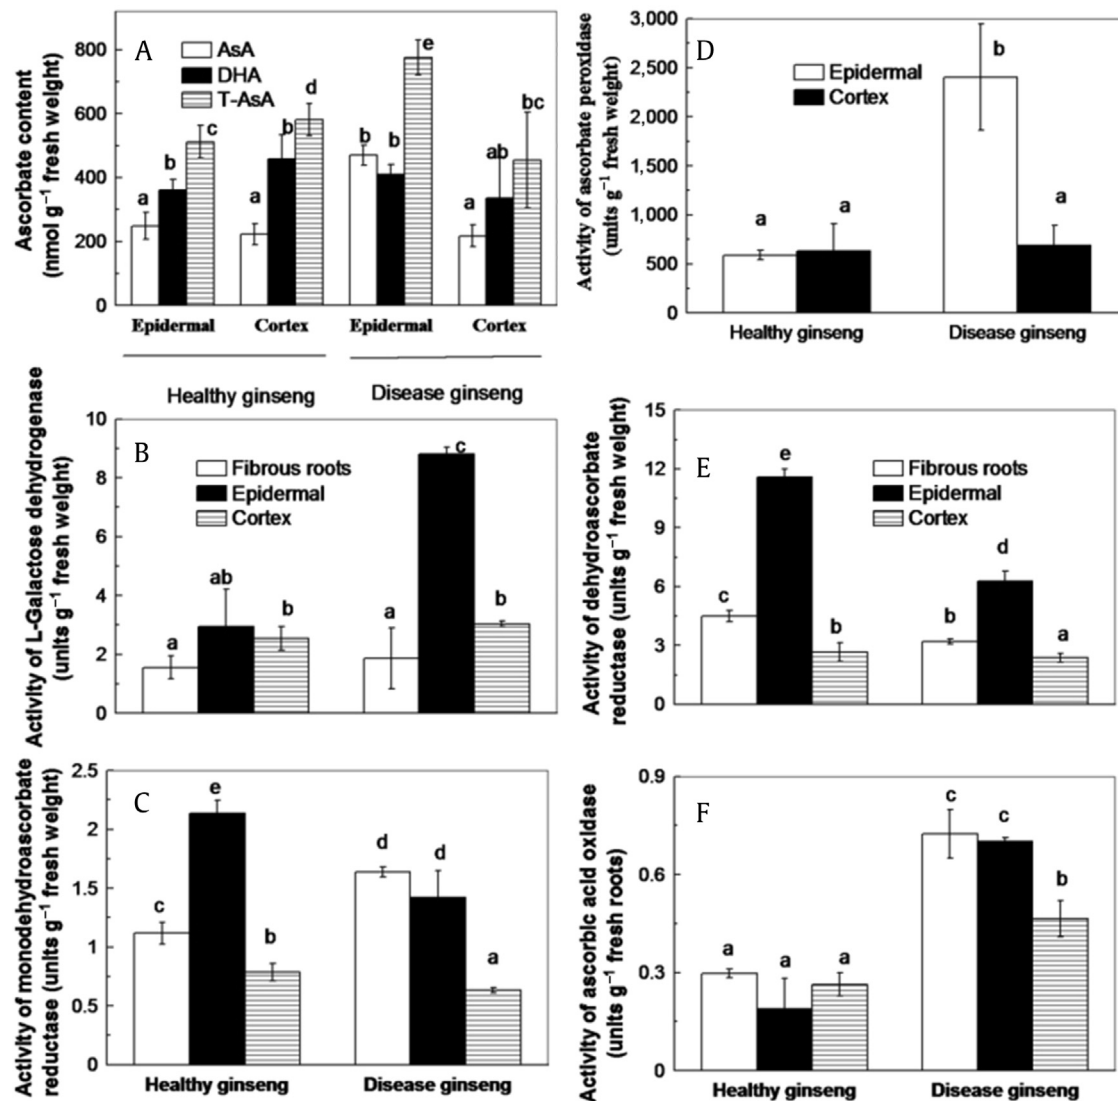 A
AsA
DHA
T-AsA
Ascorbate content
(nmol g⁻¹ fresh weight)
800
600
400
200
0
a
b
c
a
b
d
b
b
e
a
ab
bc
Epidermal
Cortex
Epidermal
Cortex
Healthy ginseng
Disease ginseng
D
Epidermal
Cortex
Activity of ascorbate peroxidase
(units g⁻¹ fresh weight)
3,000
2,500
2,000
1,500
1,000
500
0
a
a
b
a
Healthy ginseng
Disease ginseng
B
Fibrous roots
Epidermal
Cortex
Activity of L-Galactose dehydrogenase
(units g⁻¹ fresh weight)
10
8
6
4
2
0
a
ab
b
a
c
b
E
Fibrous roots
Epidermal
Cortex
Activity of dehydroascorbate
reductase (units g⁻¹ fresh weight)
15
12
9
6
3
0
c
e
b
b
d
a
C
Activity of monodehydroascorbate
reductase (units g⁻¹ fresh weight)
2.5
2
1.5
1
0.5
0
c
e
b
d
d
a
Healthy ginseng
Disease ginseng
F
Activity of ascorbic acid oxidase
(units g⁻¹ fresh roots)
0.9
0.6
0.3
0
a
a
a
c
c
b
Healthy ginseng
Disease ginseng